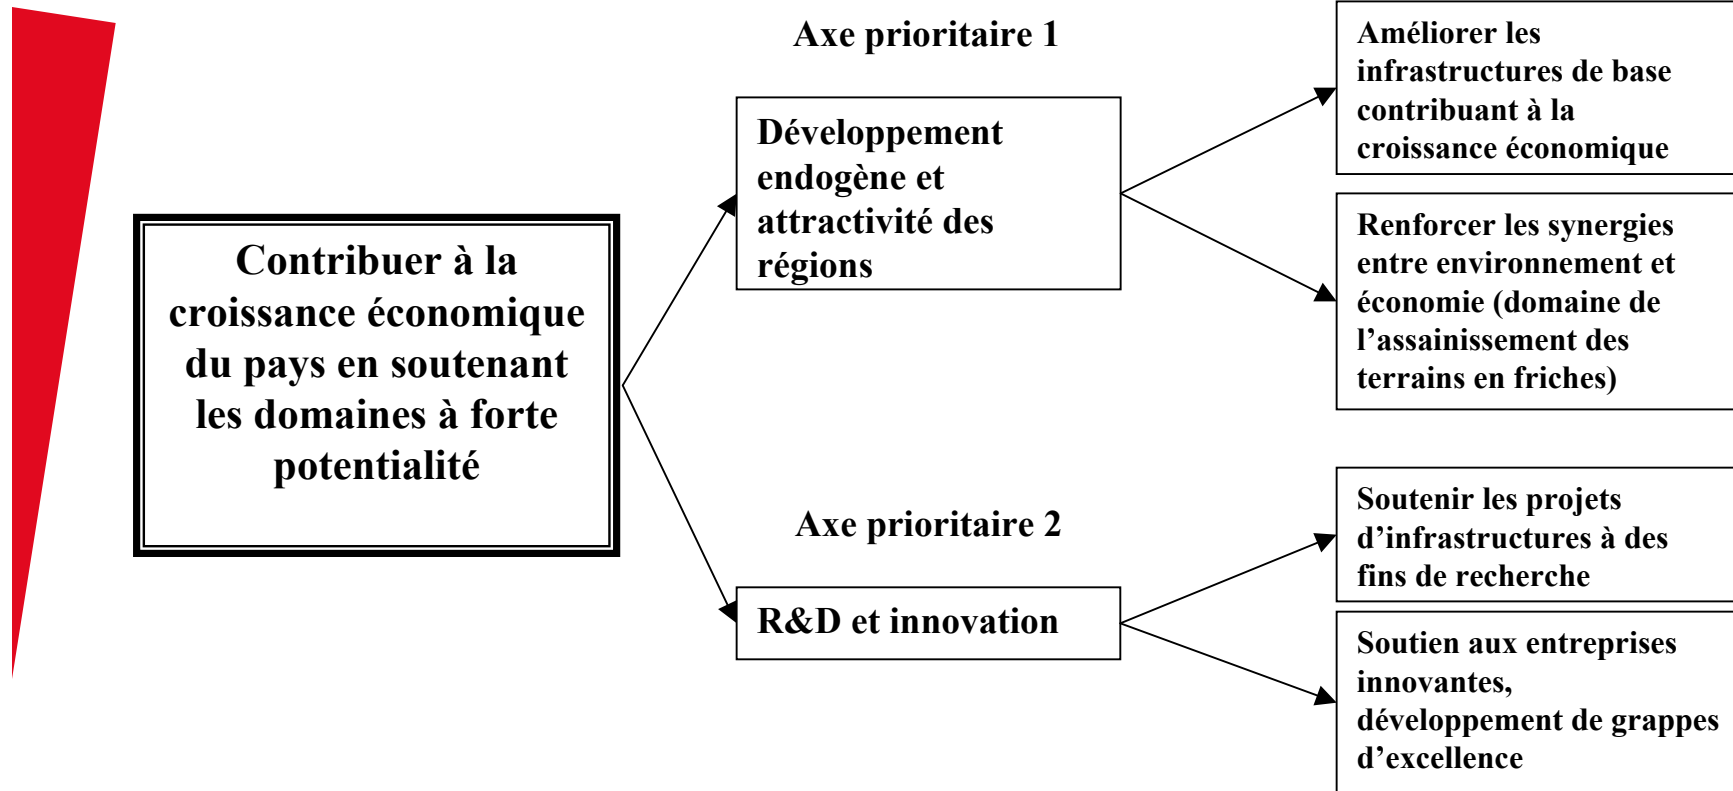 Contribuer à la
croissance économique
du pays en soutenant
les domaines à forte
potentialité
Axe prioritaire 1
Développement
endogène et
attractivité des
régions
Améliorer les
infrastructures de base
contribuant à la
croissance économique
Renforcer les synergies
entre environnement et
économie (domaine de
l’assainissement des
terrains en friches)
Axe prioritaire 2
R&D et innovation
Soutenir les projets
d’infrastructures à des
fins de recherche
Soutien aux entreprises
innovantes,
développement de grappes
d’excellence